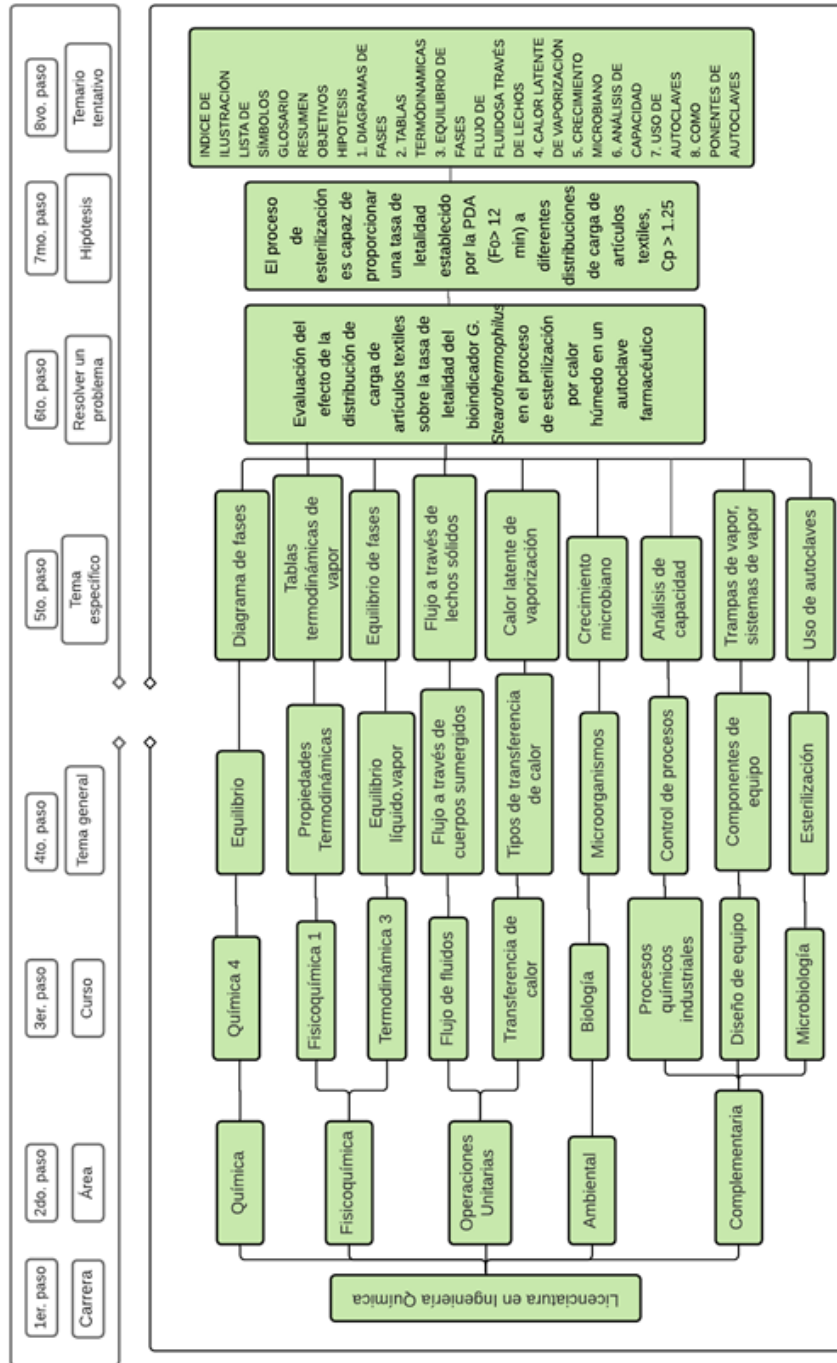 1er. paso
Carrera
2do. paso
Área
3er. paso
Curso
4to. paso
Tema general
5to. paso
Tema
específico
6to. paso
Resolver un
problema
7mo. paso
Hipótesis
8vo. paso
Temario
tentativo
Licenciatura en Ingeniería Química
Química
Fisicoquímica
Operaciones
Unitarias
Ambiental
Complementaria
Química 4
Fisicoquímica 1
Termodinámica 3
Flujo de fluidos
Transferencia de
calor
Biología
Procesos
químicos
industriales
Diseño de equipo
Microbiología
Equilibrio
Propiedades
Termodinámicas
Equilibrio
líquido.vapor
Flujo a través de
cuerpos sumergidos
Tipos de transferencia
de calor
Microorganismos
Control de procesos
Componentes de
equipo
Esterilización
Diagrama de fases
Tablas
termodinámicas de
vapor
Equilibrio de fases
Flujo a través de
lechos sólidos
Calor latente de
vaporización
Crecimiento
microbiano
Análisis de
capacidad
Trampas de vapor,
sistemas de vapor
Uso de autoclaves
Evaluación del
efecto de la
distribución de
carga de
artículos textiles
sobre la tasa de
letalidad del
bioindicador G.
Stearothermophilus
en el proceso
de esterilización
por calor
húmedo en un
autoclave
farmacéutico
El proceso
de
esterilización
es capaz de
proporcionar
una tasa de
letalidad
establecido
por la PDA
(Fo> 12
min) a
diferentes
distribuciones
de carga de
artículos
textiles,
Cp > 1.25
INDICE DE
ILUSTRACIÓN
LISTA DE
SÍMBOLOS
GLOSARIO
RESUMEN
OBJETIVOS
HIPOTESIS
1. DIAGRAMAS DE
FASES
2. TABLAS
TERMODINAMICAS
3. EQUILIBRIO DE
FASES
FLUJO DE
FLUIDOSA TRAVÉS
DE LECHOS
4. CALOR LATENTE
DE VAPORIZACIÓN
5. CRECIMIENTO
MICROBIANO
6. ANÁLISIS DE
CAPACIDAD
7. USO DE
AUTOCLAVES
8. COMO
PONENTES DE
AUTOCLAVES